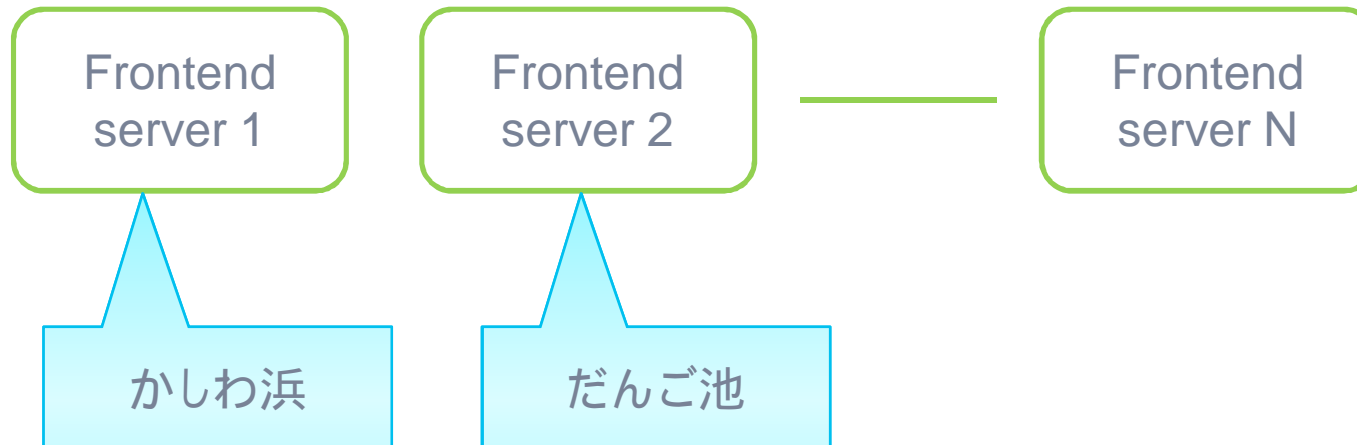 Frontend
server 1
Frontend
server 2
Frontend
server N
かしわ浜
だんご池